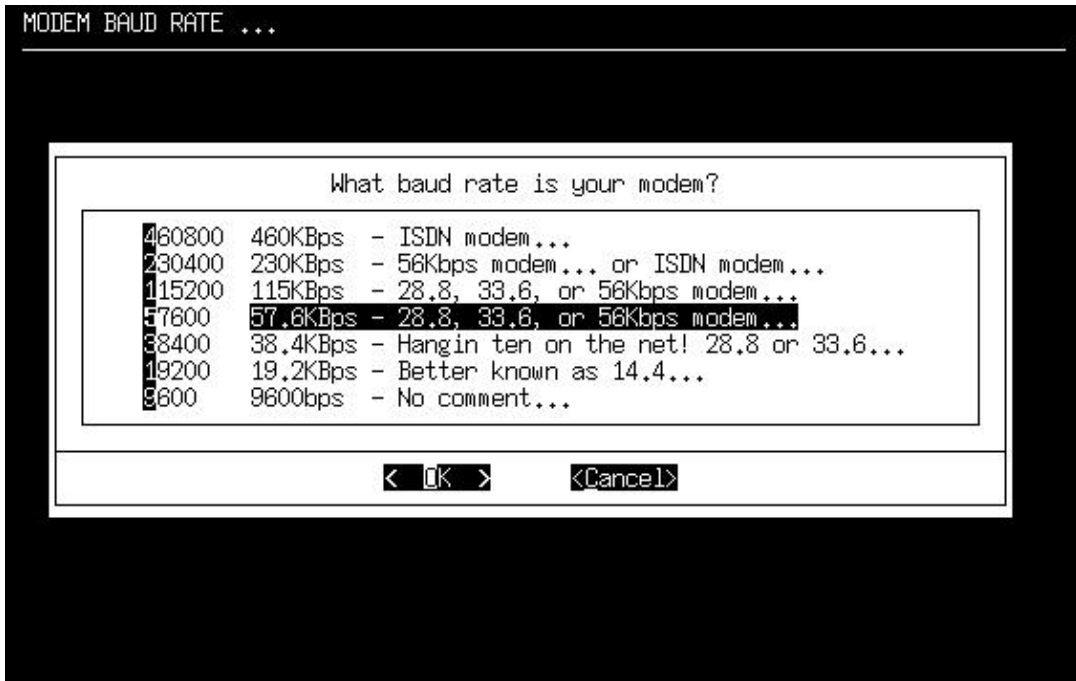 MODEM BAUD RATE ...
What baud rate is your modem?
460800 460KBps - ISDN modem...
230400 230KBps - 56Kbps modem... or ISDN modem...
115200 115KBps - 28.8, 33.6, or 56Kbps modem...
57600 57.6KBps - 28.8, 33.6, or 56Kbps modem...
38400 38.4KBps - Hangin ten on the net! 28.8 or 33.6...
19200 19.2KBps - Better known as 14.4...
9600 9600bps - No comment...
< OK > <Cancel>